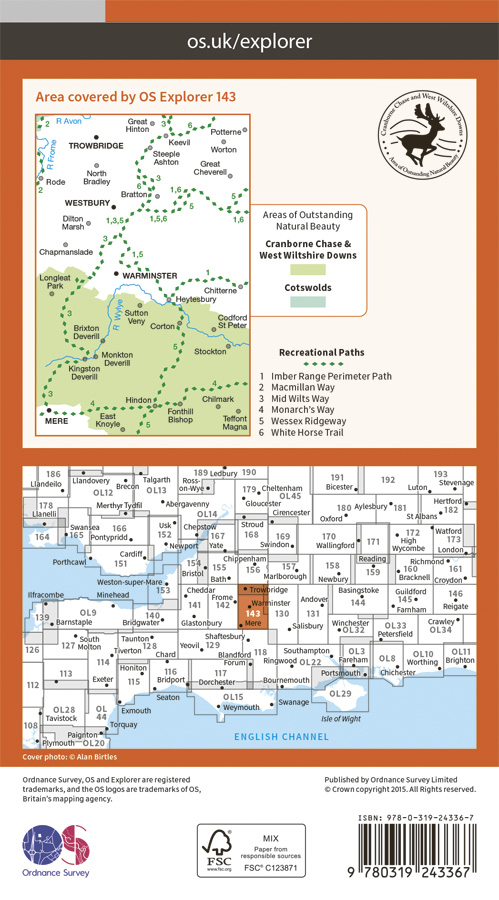 os.uk/explorer
Area covered by OS Explorer 143
Cranborne Chase and West Wiltshire Downs
Area of Outstanding Natural Beauty
2
R Avon
R Frome
TROWBRIDGE
Great
Hinton
3
6
Keevil
Steeple
Ashton
Potterne
Worton
Great
Cheverell
Rode
2
North
Bradley
3
6
Bratton
1,6
5
5
WESTBURY
1,3,5
1,5,6
1,6
Dilton
Marsh
3
Chapmanslade
1,5
Longleat
Park
WARMINSTER
1
Chitterne
Heylesbury
R Wylye
Sutton
Veny
Corton
Codford
St Peter
3
Brixton
Deverill
5
Stockton
Monkton
Deverill
Kingston
Deverill
3
4
MERE
Hindon
4
Fonthill
Bishop
Chilmark
East
Knoyle
5
4
Teffont
Magna
Areas of Outstanding
Natural Beauty
Cranborne Chase &
West Wiltshire Downs
Cotswolds
Recreational Paths
1 Imber Range Perimeter Path
2 Macmillan Way
3 Mid Wilts Way
4 Monarch's Way
5 Wessex Ridgeway
6 White Horse Trail
186
Llandeilo
Llandovery
OL12
Brecon
Talgarth
OL13
189
Ross-
on-Wye
Ledbury
190
179
Cheltenham
OL45
Gloucester
191
Bicester
192
Luton
193
Stevenage
178
Llanelli
Merthyr Tydfil
Abergavenny
OL14
Cirencester
180
Oxford
Aylesbury
181
St Albans
182
Hertford
164
Swansea
165
166
Pontypridd
Usk
152
Newport
Chepstow
167
Yate
Stroud
168
169
Swindon
170
Wallingford
171
172
High
Wycombe
Watford
173
London
Porthcawl
Cardiff
151
154
Bristol
155
Bath
Chippenham
156
157
Marlborough
158
Newbury
Reading
159
160
Bracknell
Richmond
161
Croydon
Weston-super-Mare
153
Ilfracombe
Minehead
Cheddar
141
Glastonbury
Frome
142
Trowbridge
Warminster
143
Mere
130
Andover
131
Basingstoke
144
Guildford
145
Farnham
146
Reigate
139
Barnstaple
OL9
140
Bridgwater
Salisbury
Winchester
OL32
OL33
Petersfield
Crawley
OL34
126
127
South
Molton
Taunton
Tiverton
128
Chard
Yeovil
129
Shaftesbury
Blandford
Forum
118
Ringwood
OL22
Southampton
OL3
Fareham
Portsmouth
OL8
Chichester
OL10
Worthing
OL11
Brighton
112
113
114
Exeter
Honiton
115
116
Bridport
117
Dorchester
Bournemouth
OL28
Tavistock
OL
44
Exmouth
Seaton
OL15
Weymouth
Swanage
OL29
Isle of Wight
108
Plymouth
Paignton
OL20
Torquay
ENGLISH CHANNEL
Cover photo: © Alan Birtles
Ordnance Survey, OS and Explorer are registered
trademarks, and the OS logos are trademarks of OS,
Britain's mapping agency.
Published by Ordnance Survey Limited
© Crown copyright 2015. All Rights reserved.
OS
Ordnance Survey
FSC
www.fsc.org
MIX
Paper from
responsible sources
FSC® C123871
ISBN: 978-0-319-24336-7
9 780319 243367